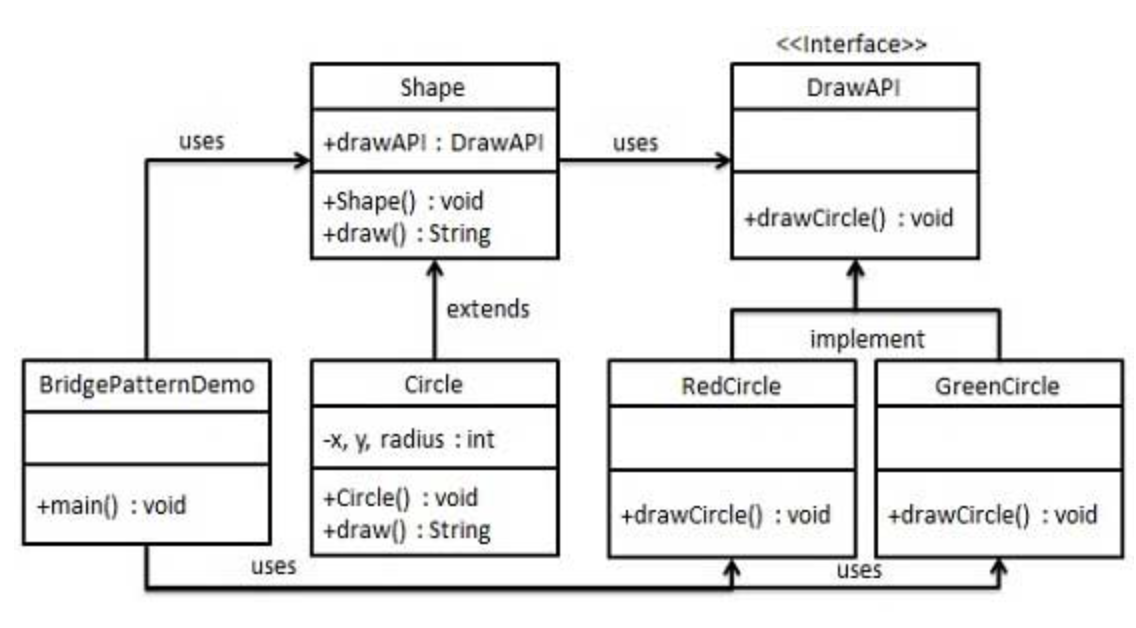 <<Interface>>
Shape
DrawAPI
uses
+drawAPI : DrawAPI
uses
+Shape() : void
+draw() : String
+drawCircle() : void
extends
implement
BridgePatternDemo
Circle
RedCircle
GreenCircle
-x, y, radius : int
+main() : void
+Circle() : void
+draw() : String
+drawCircle() : void
+drawCircle() : void
uses
uses